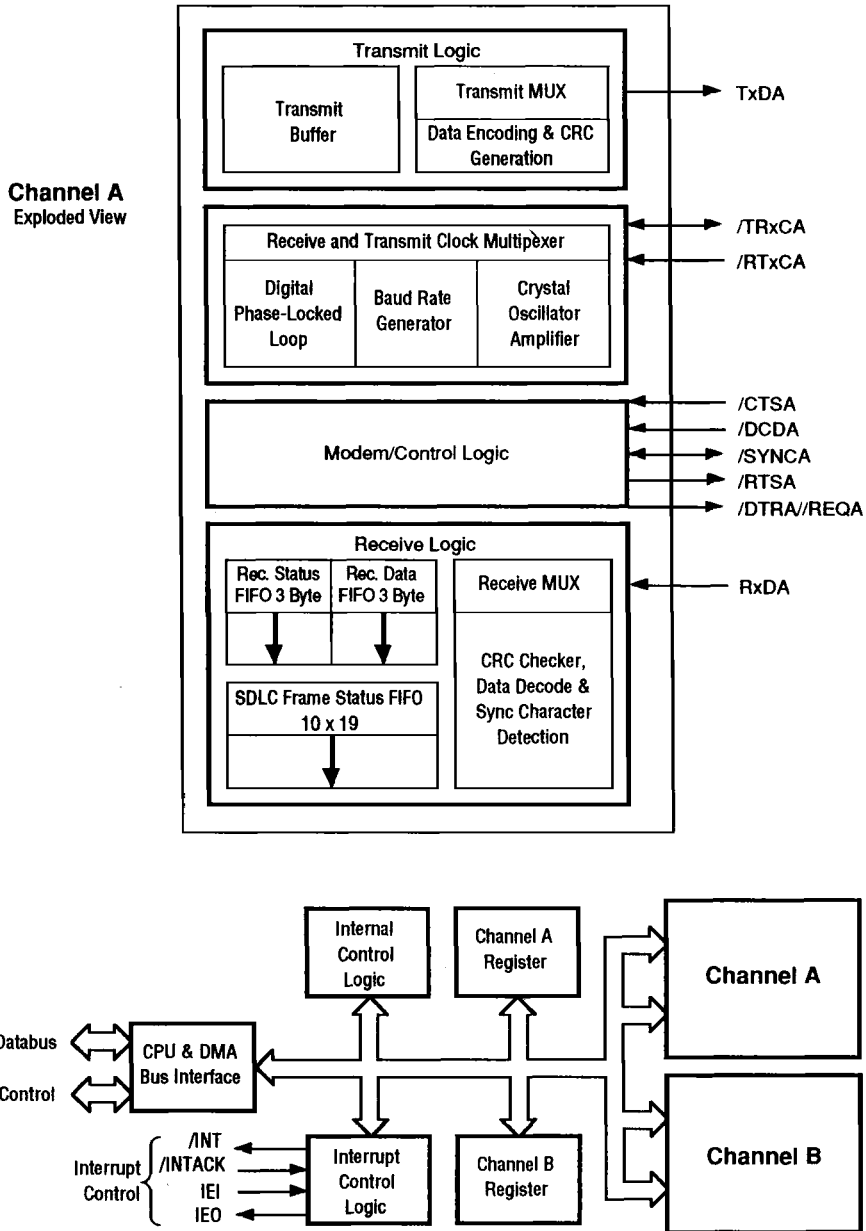 Transmit Logic
Transmit
Buffer
Transmit MUX
Data Encoding & CRC
Generation
TxDA
Channel A
Exploded View
Receive and Transmit Clock Multipexer
Digital
Phase-Locked
Loop
Baud Rate
Generator
Crystal
Oscillator
Amplifier
/TRxCA
/RTxCA
Modem/Control Logic
/CTSA
/DCDA
/SYNCA
/RTSA
/DTRA//REQA
Receive Logic
Rec. Status
FIFO 3 Byte
Rec. Data
FIFO 3 Byte
Receive MUX
RxDA
CRC Checker,
Data Decode &
Sync Character
Detection
SDLC Frame Status FIFO
10 x 19
Internal
Control
Logic
Channel A
Register
Channel A
Databus
Control
CPU & DMA
Bus Interface
Interrupt
Control
/INT
/INTACK
IEI
IEO
Interrupt
Control
Logic
Channel B
Register
Channel B